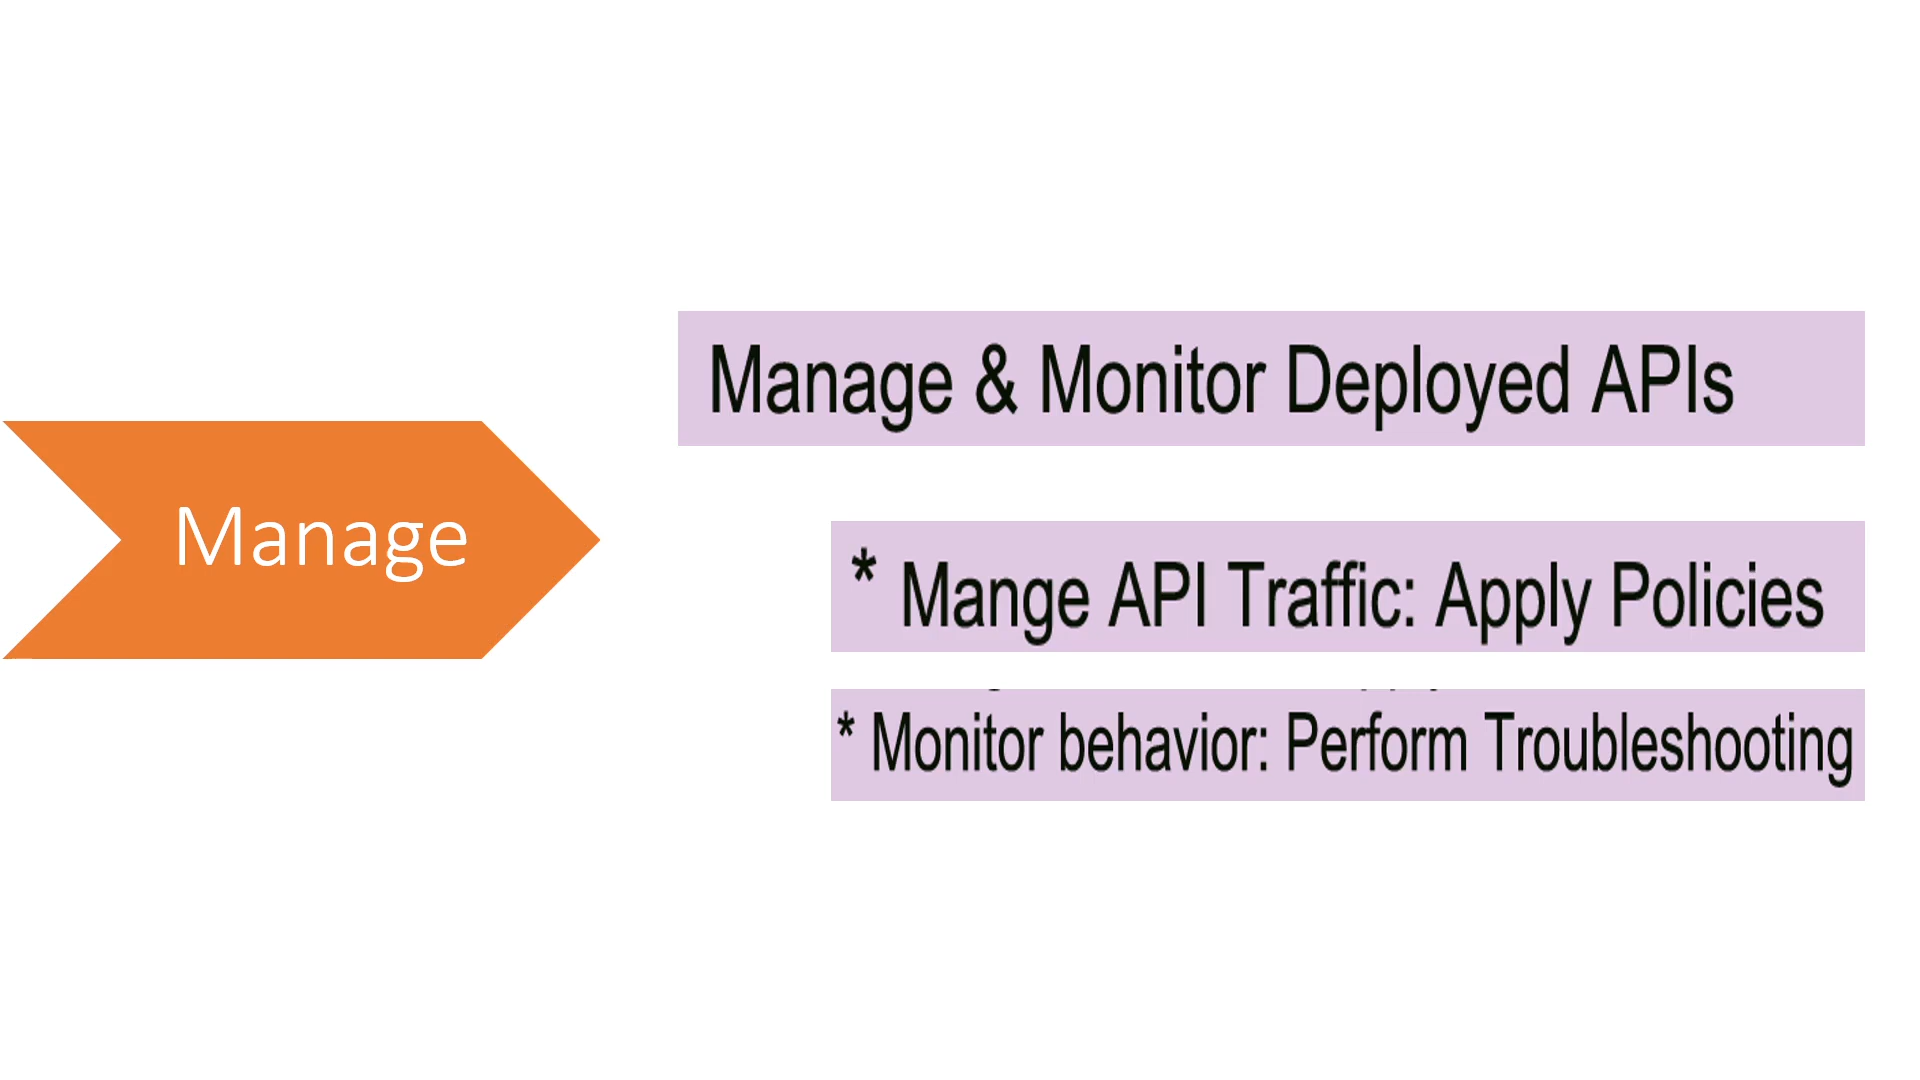 Manage & Monitor Deployed APIs
Manage
* Mange API Traffic: Apply Policies
* Monitor behavior: Perform Troubleshooting